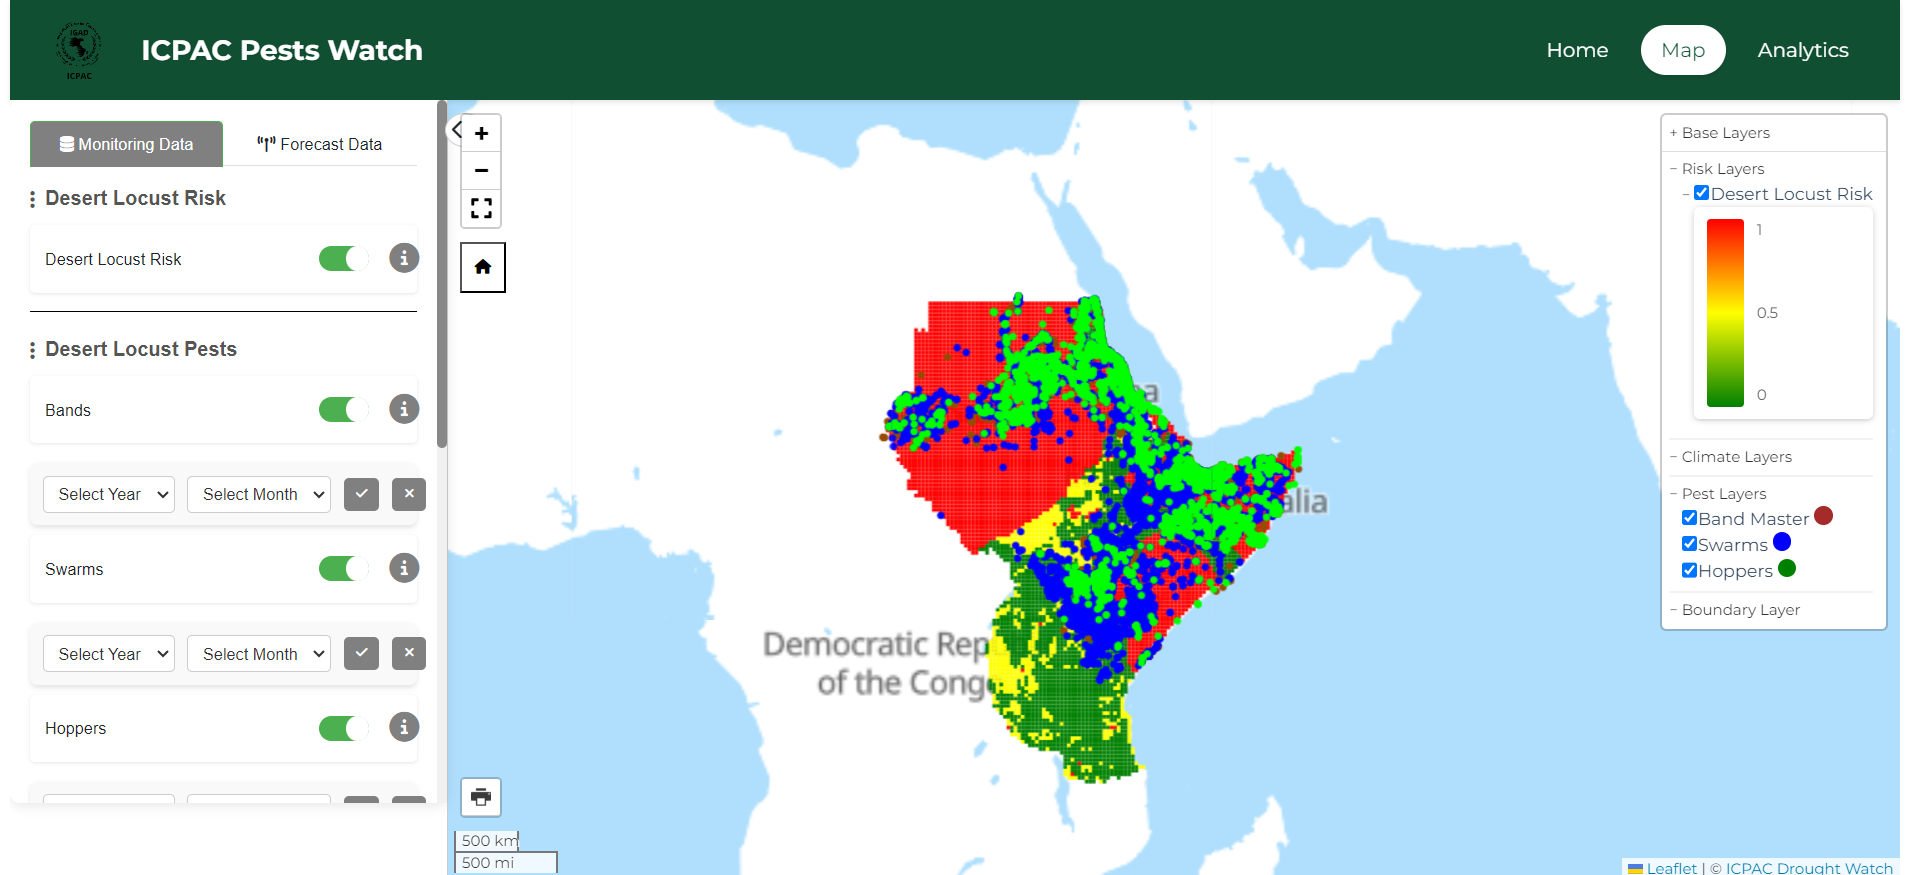 IGAD
ICPAC
ICPAC Pests Watch
Home
Map
Analytics
Monitoring Data
Forecast Data
Desert Locust Risk
Desert Locust Risk
Desert Locust Pests
Bands
Select Year
Select Month
Swarms
Select Year
Select Month
Hoppers
+
−
Democratic Rep
of the Cong
alia
500 km
500 mi
+ Base Layers
− Risk Layers
− Desert Locust Risk
1
0.5
0
− Climate Layers
− Pest Layers
Band Master
Swarms
Hoppers
− Boundary Layer
Leaflet | © ICPAC Drought Watch